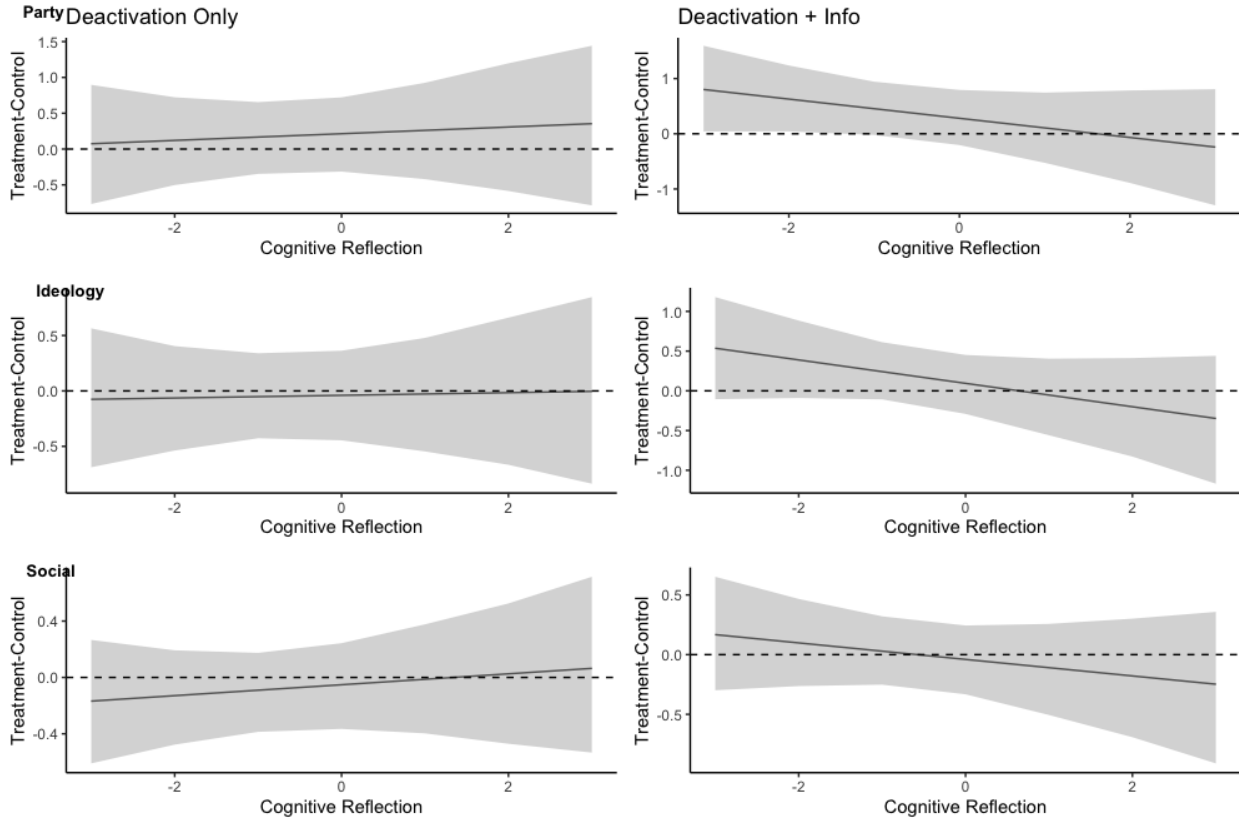 Party Deactivation Only
Deactivation + Info
Treatment-Control
1.5
1.0
0.5
0.0
-0.5
-2
0
2
Cognitive Reflection
Treatment-Control
1
0
-1
-2
0
2
Cognitive Reflection
Ideology
Treatment-Control
0.5
0.0
-0.5
-2
0
2
Cognitive Reflection
Treatment-Control
1.0
0.5
0.0
-0.5
-1.0
-2
0
2
Cognitive Reflection
Social
Treatment-Control
0.4
0.0
-0.4
-2
0
2
Cognitive Reflection
Treatment-Control
0.5
0.0
-0.5
-2
0
2
Cognitive Reflection